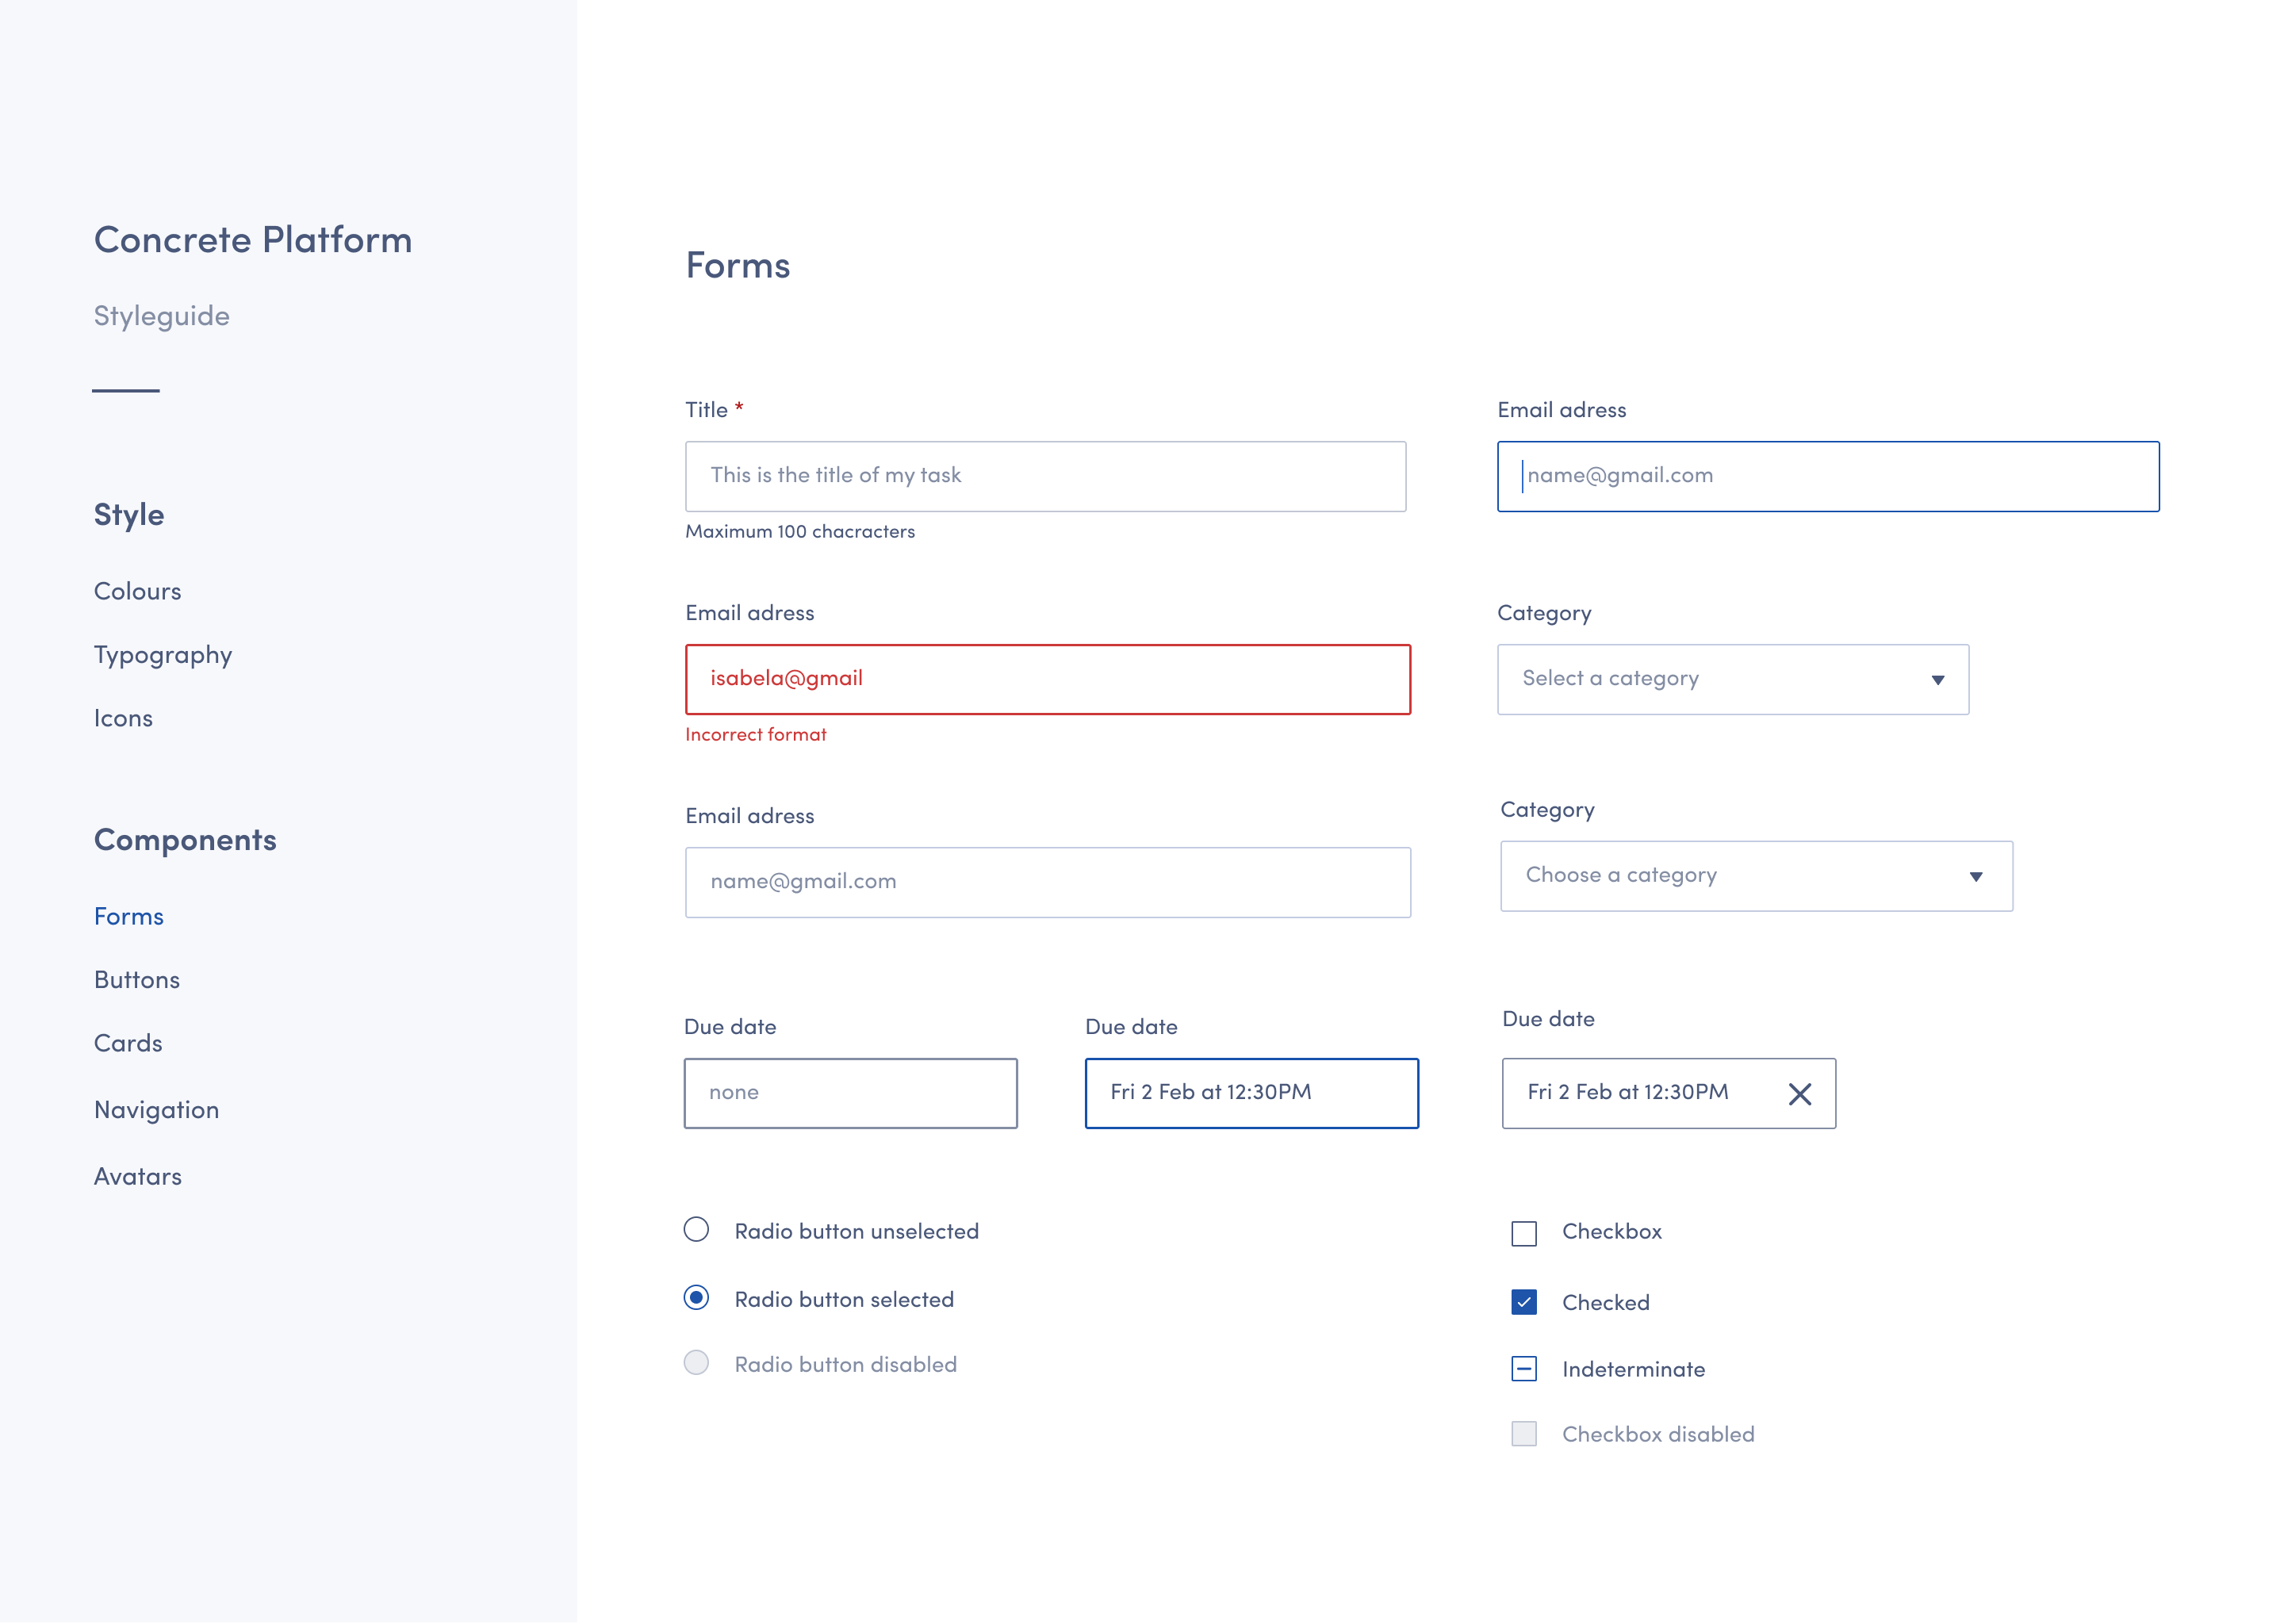 Concrete Platform
Styleguide
Style
Colours
Typography
Icons
Components
Forms
Buttons
Cards
Navigation
Avatars
Forms
Title *
This is the title of my task
Maximum 100 chacracters
Email adress
name@gmail.com
Email adress
isabela@gmail
Incorrect format
Category
Select a category
Email adress
name@gmail.com
Category
Choose a category
Due date
none
Due date
Fri 2 Feb at 12:30PM
Due date
Fri 2 Feb at 12:30PM
Radio button unselected
Radio button selected
Radio button disabled
Checkbox
Checked
Indeterminate
Checkbox disabled